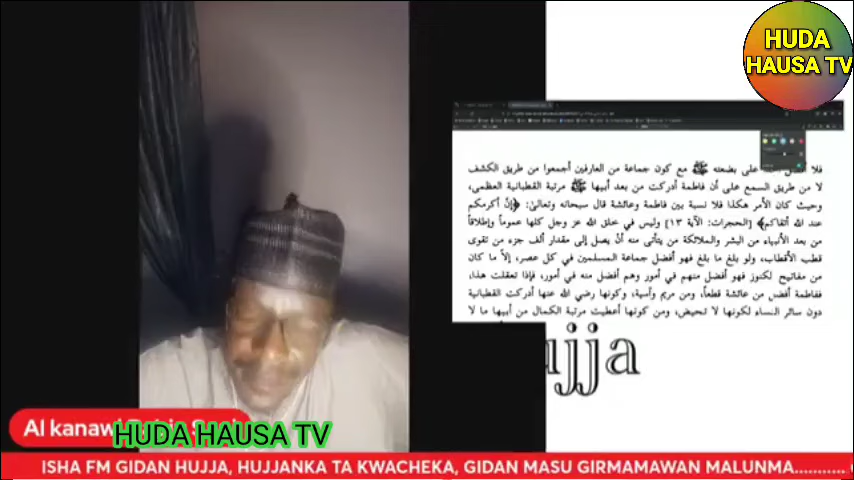 HUDA
HAUSA TV
على بضعته ﷺ مع كون جماعة من العارفين أجمعوا من طريق الكشف
لا من طريق السمع على أن فاطمة أدركت من بعد أبيها ﷺ مرتبة القطبانية العظمى،
وحيث كان الأمر هكذا فلا نسبة بين فاطمة وعائشة قال سبحانه وتعالى: ﴿إن أكرمكم
عند الله أتقاكم﴾ [الحجرات: الآية ١٣] وليس في خلق الله عز وجل كلها عموماً وإطلاقاً
من بعد الأنبياء من البشر والملائكة من يتأتى منه أن يصل إلى مقدار ألف جزء من تقوى
قطب الأقطاب، ولو بلغ ما بلغ فهو أفضل جماعة المسلمين في كل عصر، إلا ما كان
من مفاتيح الكنوز فهو أفضل منهم في أمور وهم أفضل منه في أمور، فإذا تعقلت هذا،
ففاطمة أفضل من عائشة قطعاً، ومن مريم وآسية، وكونها رضي الله عنها أدركت القطبانية
دون سائر النساء لكونها لا تحيض، ومن كونها أعطيت مرتبة الكمال من أبيها ما لا
ujja
Al kanawi
HUDA HAUSA TV
ISHA FM GIDAN HUJJA, HUJJANKA TA KWACHEKA, GIDAN MASU GIRMAMAWAN MALUNMA..........